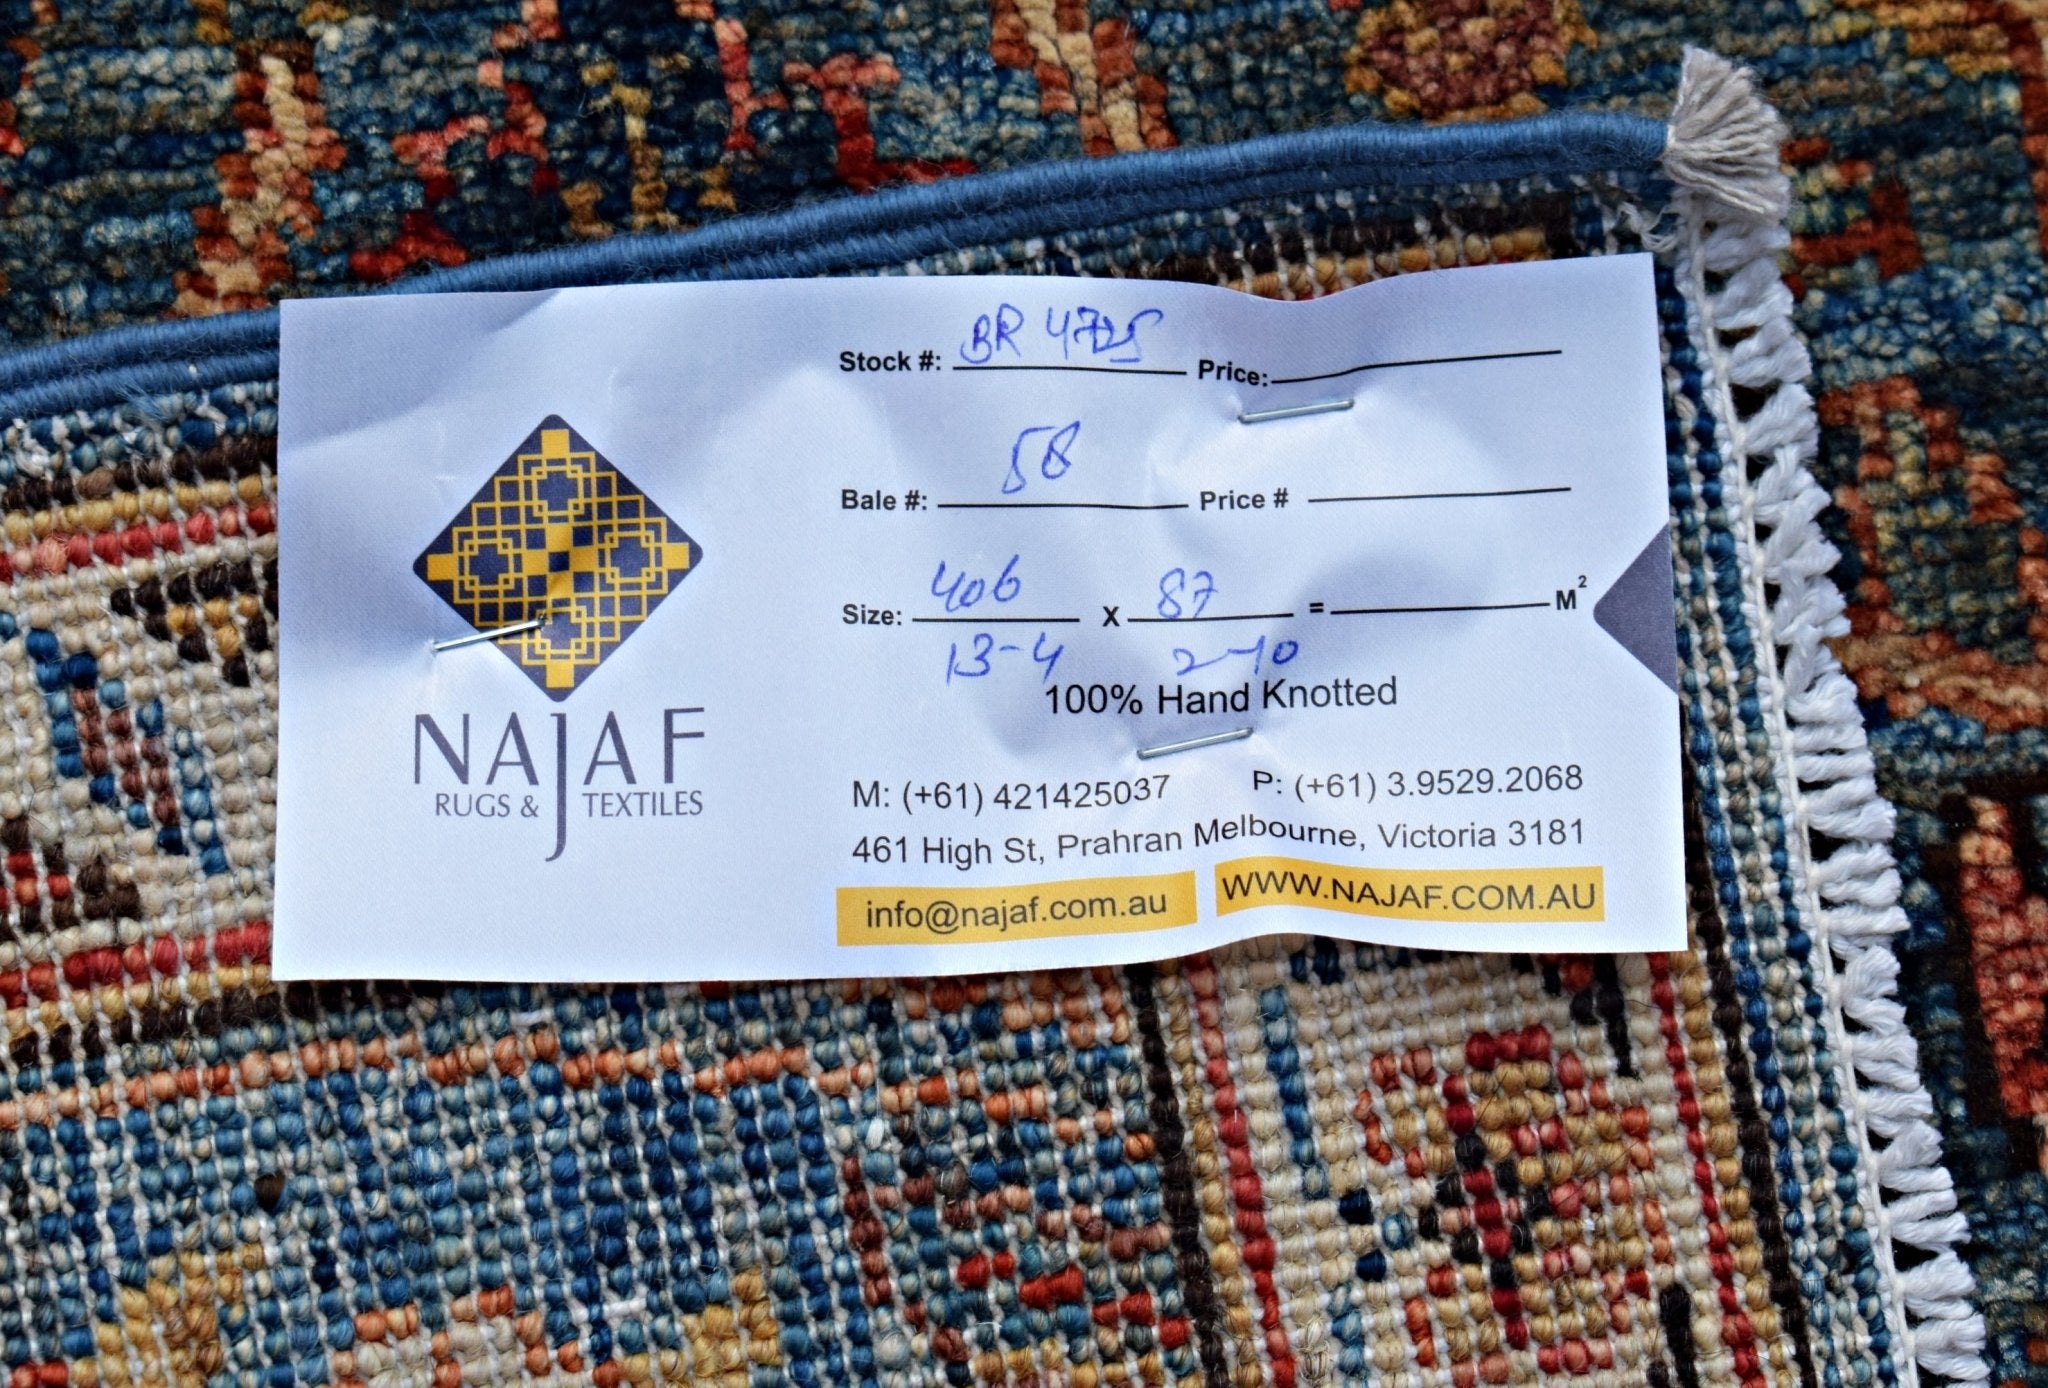 NAJAF
RUGS & TEXTILES
Stock #: BR 4725 Price:
Bale #: 58 Price #
Size: 406 X 87 = M²
13-4 2-10
100% Hand Knotted
M: (+61) 421425037 P: (+61) 3.9529.2068
461 High St, Prahran Melbourne, Victoria 3181
info@najaf.com.au WWW.NAJAF.COM.AU